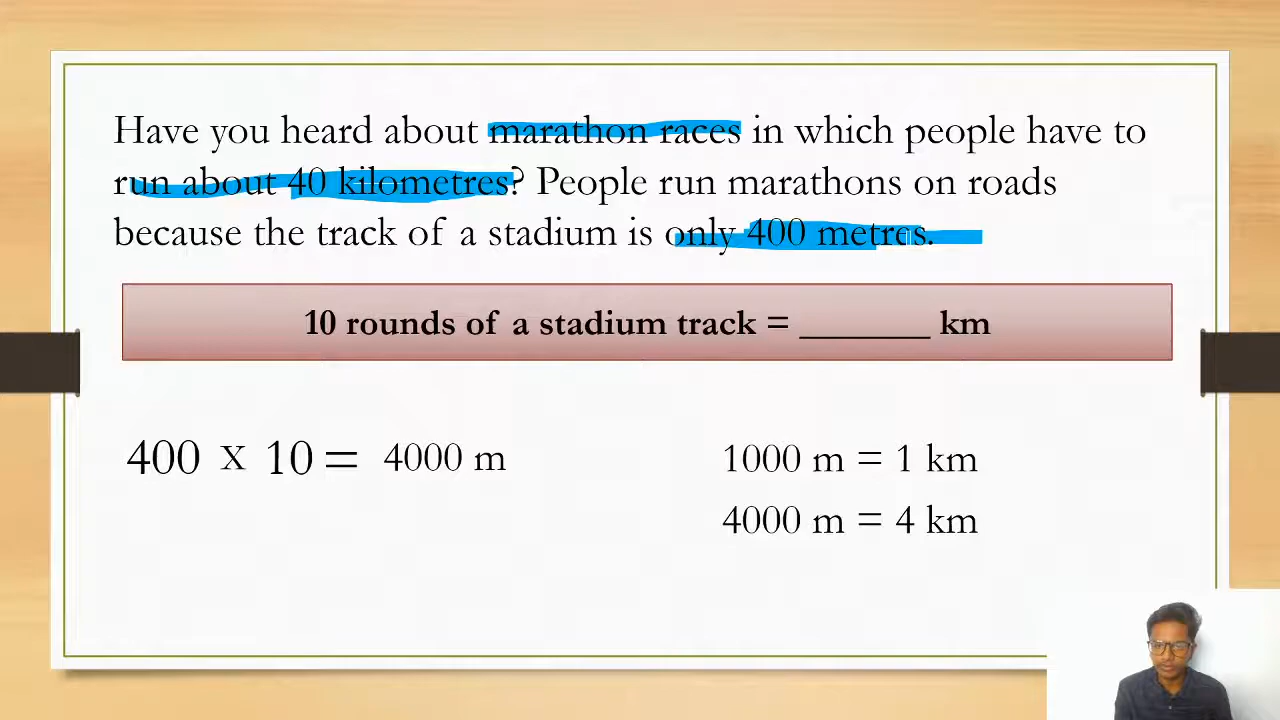 Have you heard about marathon races in which people have to
run about 40 kilometres? People run marathons on roads
because the track of a stadium is only 400 metres.
10 rounds of a stadium track = _______ km
400 x 10 = 4000 m
1000 m = 1 km
4000 m = 4 km